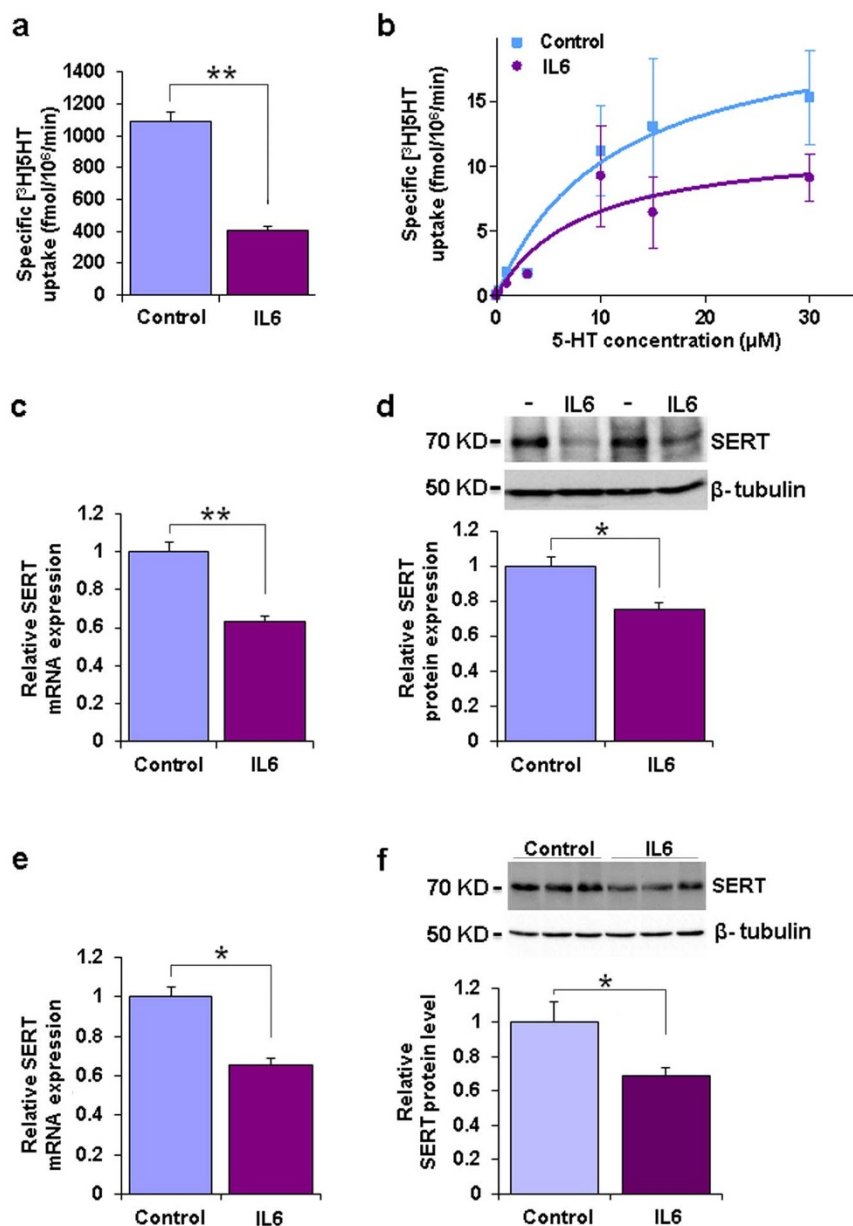 a
Specific [³H]5HT
uptake (fmol/10⁶/min)
1400
1200
1000
800
600
400
200
0
**
Control
IL6
b
Control
IL6
Specific [³H]5HT
uptake (fmol/10⁶/min)
15
10
5
0
0
10
20
30
5-HT concentration (µM)
c
Relative SERT
mRNA expression
1.2
1
0.8
0.6
0.4
0.2
0
**
Control
IL6
d
- IL6 - IL6
70 KD
SERT
50 KD
β- tubulin
Relative SERT
protein expression
1.2
1
0.8
0.6
0.4
0.2
0
*
Control
IL6
e
Relative SERT
mRNA expression
1.2
1
0.8
0.6
0.4
0.2
0
*
Control
IL6
f
Control IL6
70 KD
SERT
50 KD
β- tubulin
Relative
SERT protein level
1.2
1
0.8
0.6
0.4
0.2
0
*
Control
IL6